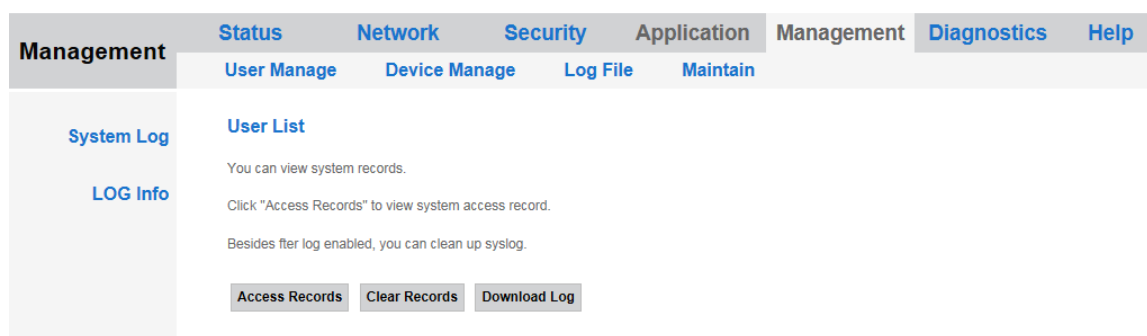 Management
Status Network Security Application Management Diagnostics Help
User Manage Device Manage Log File Maintain
System Log
LOG Info
User List
You can view system records.
Click "Access Records" to view system access record.
Besides fter log enabled, you can clean up syslog.
Access Records Clear Records Download Log